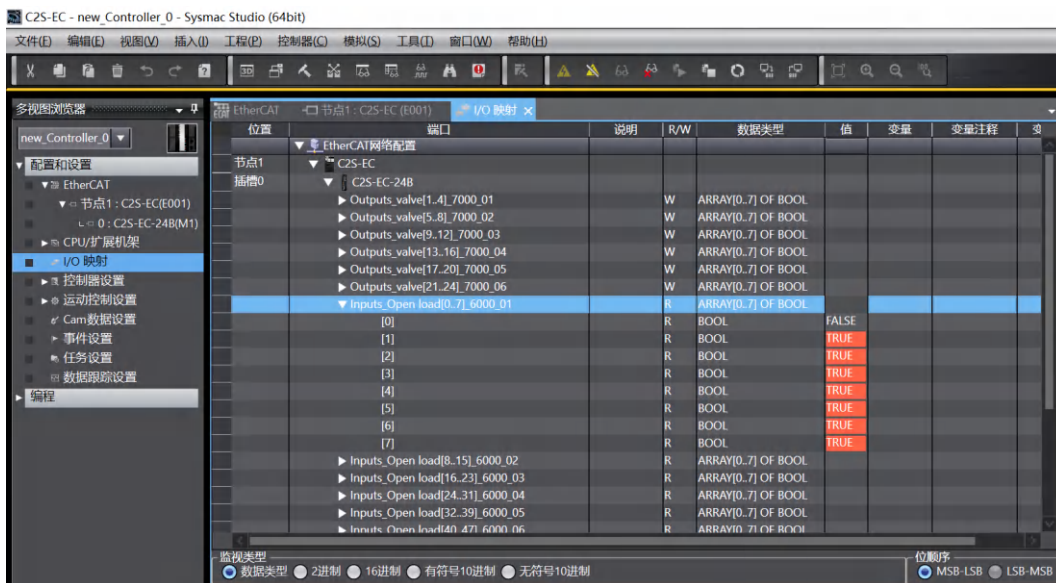 C2S-EC - new_Controller_0 - Sysmac Studio (64bit)
文件(F) 编辑(E) 视图(V) 插入(I) 工程(P) 控制器(C) 模拟(S) 工具(T) 窗口(W) 帮助(H)
多视图浏览器
new_Controller_0
配置和设置
EtherCAT
节点1 : C2S-EC(E001)
0 : C2S-EC-24B(M1)
CPU/扩展机架
I/O 映射
控制器设置
运动控制设置
Cam数据设置
事件设置
任务设置
数据跟踪设置
编程
EtherCAT 节点1 : C2S-EC (E001) I/O 映射
位置 端口 说明 R/W 数据类型 值 变量 变量注释
EtherCAT网络配置
节点1 C2S-EC
插槽0 C2S-EC-24B
Outputs_valve[1..4]_7000_01 W ARRAY[0..7] OF BOOL
Outputs_valve[5..8]_7000_02 W ARRAY[0..7] OF BOOL
Outputs_valve[9..12]_7000_03 W ARRAY[0..7] OF BOOL
Outputs_valve[13..16]_7000_04 W ARRAY[0..7] OF BOOL
Outputs_valve[17..20]_7000_05 W ARRAY[0..7] OF BOOL
Outputs_valve[21..24]_7000_06 W ARRAY[0..7] OF BOOL
Inputs_Open load[0..7]_6000_01 R ARRAY[0..7] OF BOOL
[0] R BOOL FALSE
[1] R BOOL TRUE
[2] R BOOL TRUE
[3] R BOOL TRUE
[4] R BOOL TRUE
[5] R BOOL TRUE
[6] R BOOL TRUE
[7] R BOOL TRUE
Inputs_Open load[8..15]_6000_02 R ARRAY[0..7] OF BOOL
Inputs_Open load[16..23]_6000_03 R ARRAY[0..7] OF BOOL
Inputs_Open load[24..31]_6000_04 R ARRAY[0..7] OF BOOL
Inputs_Open load[32..39]_6000_05 R ARRAY[0..7] OF BOOL
Inputs_Open load[40..47]_6000_06 R ARRAY[0..7] OF BOOL
监视类型 位顺序
数据类型 2进制 16进制 有符号10进制 无符号10进制 MSB-LSB LSB-MSB